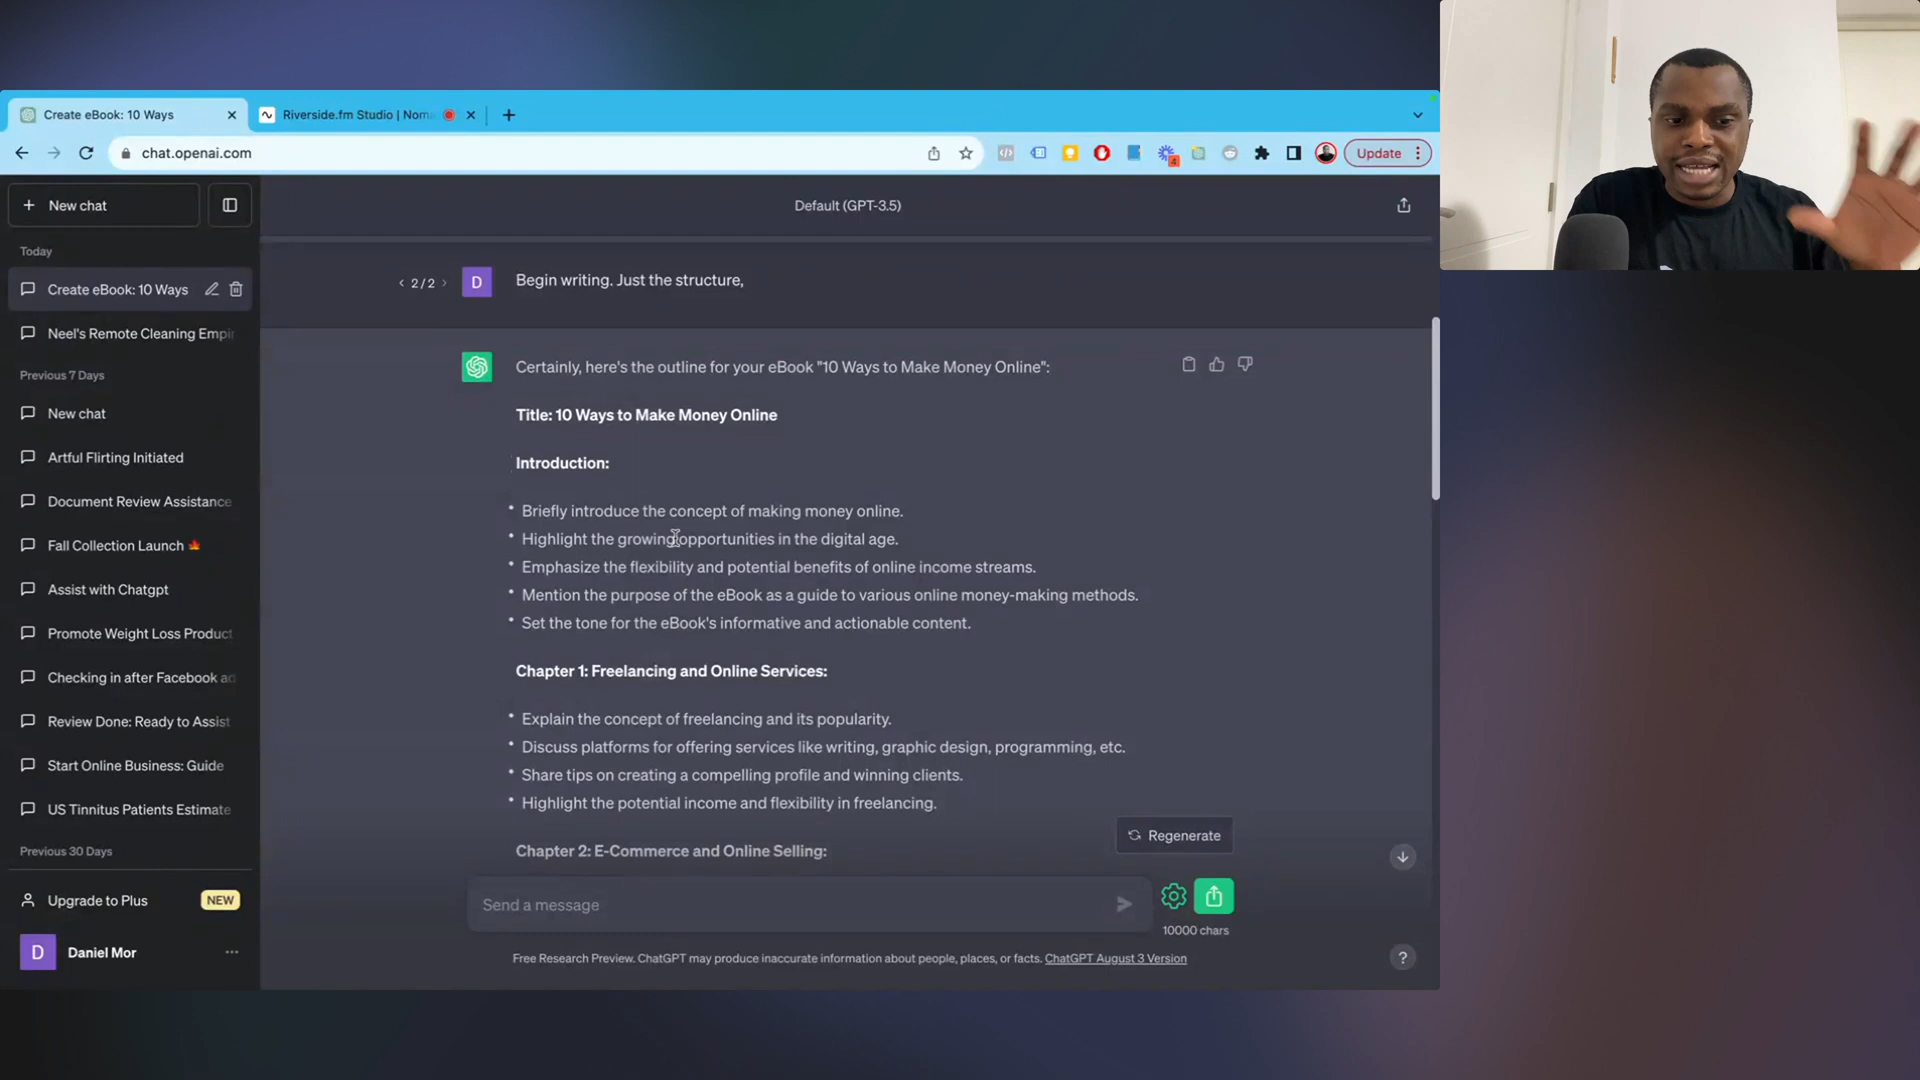 Create eBook: 10 Ways
Riverside.fm Studio | Nom
chat.openai.com
4
Update
New chat
Default (GPT-3.5)
Today
Create eBook: 10 Ways
Neel's Remote Cleaning Empi
Previous 7 Days
New chat
Artful Flirting Initiated
Document Review Assistance
Fall Collection Launch 🍁
Assist with Chatgpt
Promote Weight Loss Product
Checking in after Facebook ad
Review Done: Ready to Assist
Start Online Business: Guide
US Tinnitus Patients Estimate
Previous 30 Days
Upgrade to Plus
NEW
D
Daniel Mor
< 2/2 >
D
Begin writing. Just the structure,
Certainly, here's the outline for your eBook "10 Ways to Make Money Online":
Title: 10 Ways to Make Money Online
Introduction:
• Briefly introduce the concept of making money online.
• Highlight the growing opportunities in the digital age.
• Emphasize the flexibility and potential benefits of online income streams.
• Mention the purpose of the eBook as a guide to various online money-making methods.
• Set the tone for the eBook's informative and actionable content.
Chapter 1: Freelancing and Online Services:
• Explain the concept of freelancing and its popularity.
• Discuss platforms for offering services like writing, graphic design, programming, etc.
• Share tips on creating a compelling profile and winning clients.
• Highlight the potential income and flexibility in freelancing.
Chapter 2: E-Commerce and Online Selling:
Regenerate
Send a message
10000 chars
Free Research Preview. ChatGPT may produce inaccurate information about people, places, or facts. ChatGPT August 3 Version
?